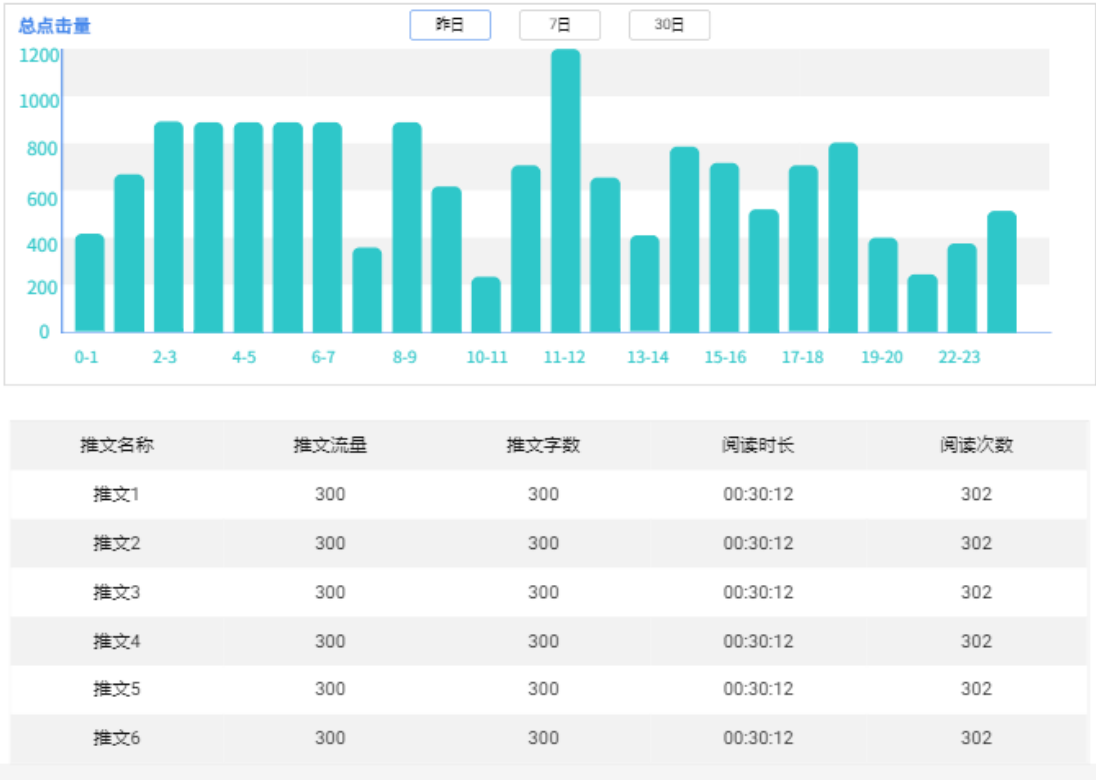 总点击量 昨日 7日 30日
1200
1000
800
600
400
200
0
0-1 2-3 4-5 6-7 8-9 10-11 11-12 13-14 15-16 17-18 19-20 22-23
推文名称 推文流量 推文字数 阅读时长 阅读次数
推文1 300 300 00:30:12 302
推文2 300 300 00:30:12 302
推文3 300 300 00:30:12 302
推文4 300 300 00:30:12 302
推文5 300 300 00:30:12 302
推文6 300 300 00:30:12 302